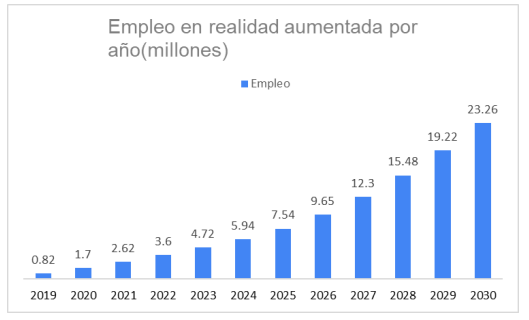 Empleo en realidad aumentada por
año(millones)
Empleo
0.82 1.7 2.62 3.6 4.72 5.94 7.54 9.65 12.3 15.48 19.22 23.26
2019 2020 2021 2022 2023 2024 2025 2026 2027 2028 2029 2030